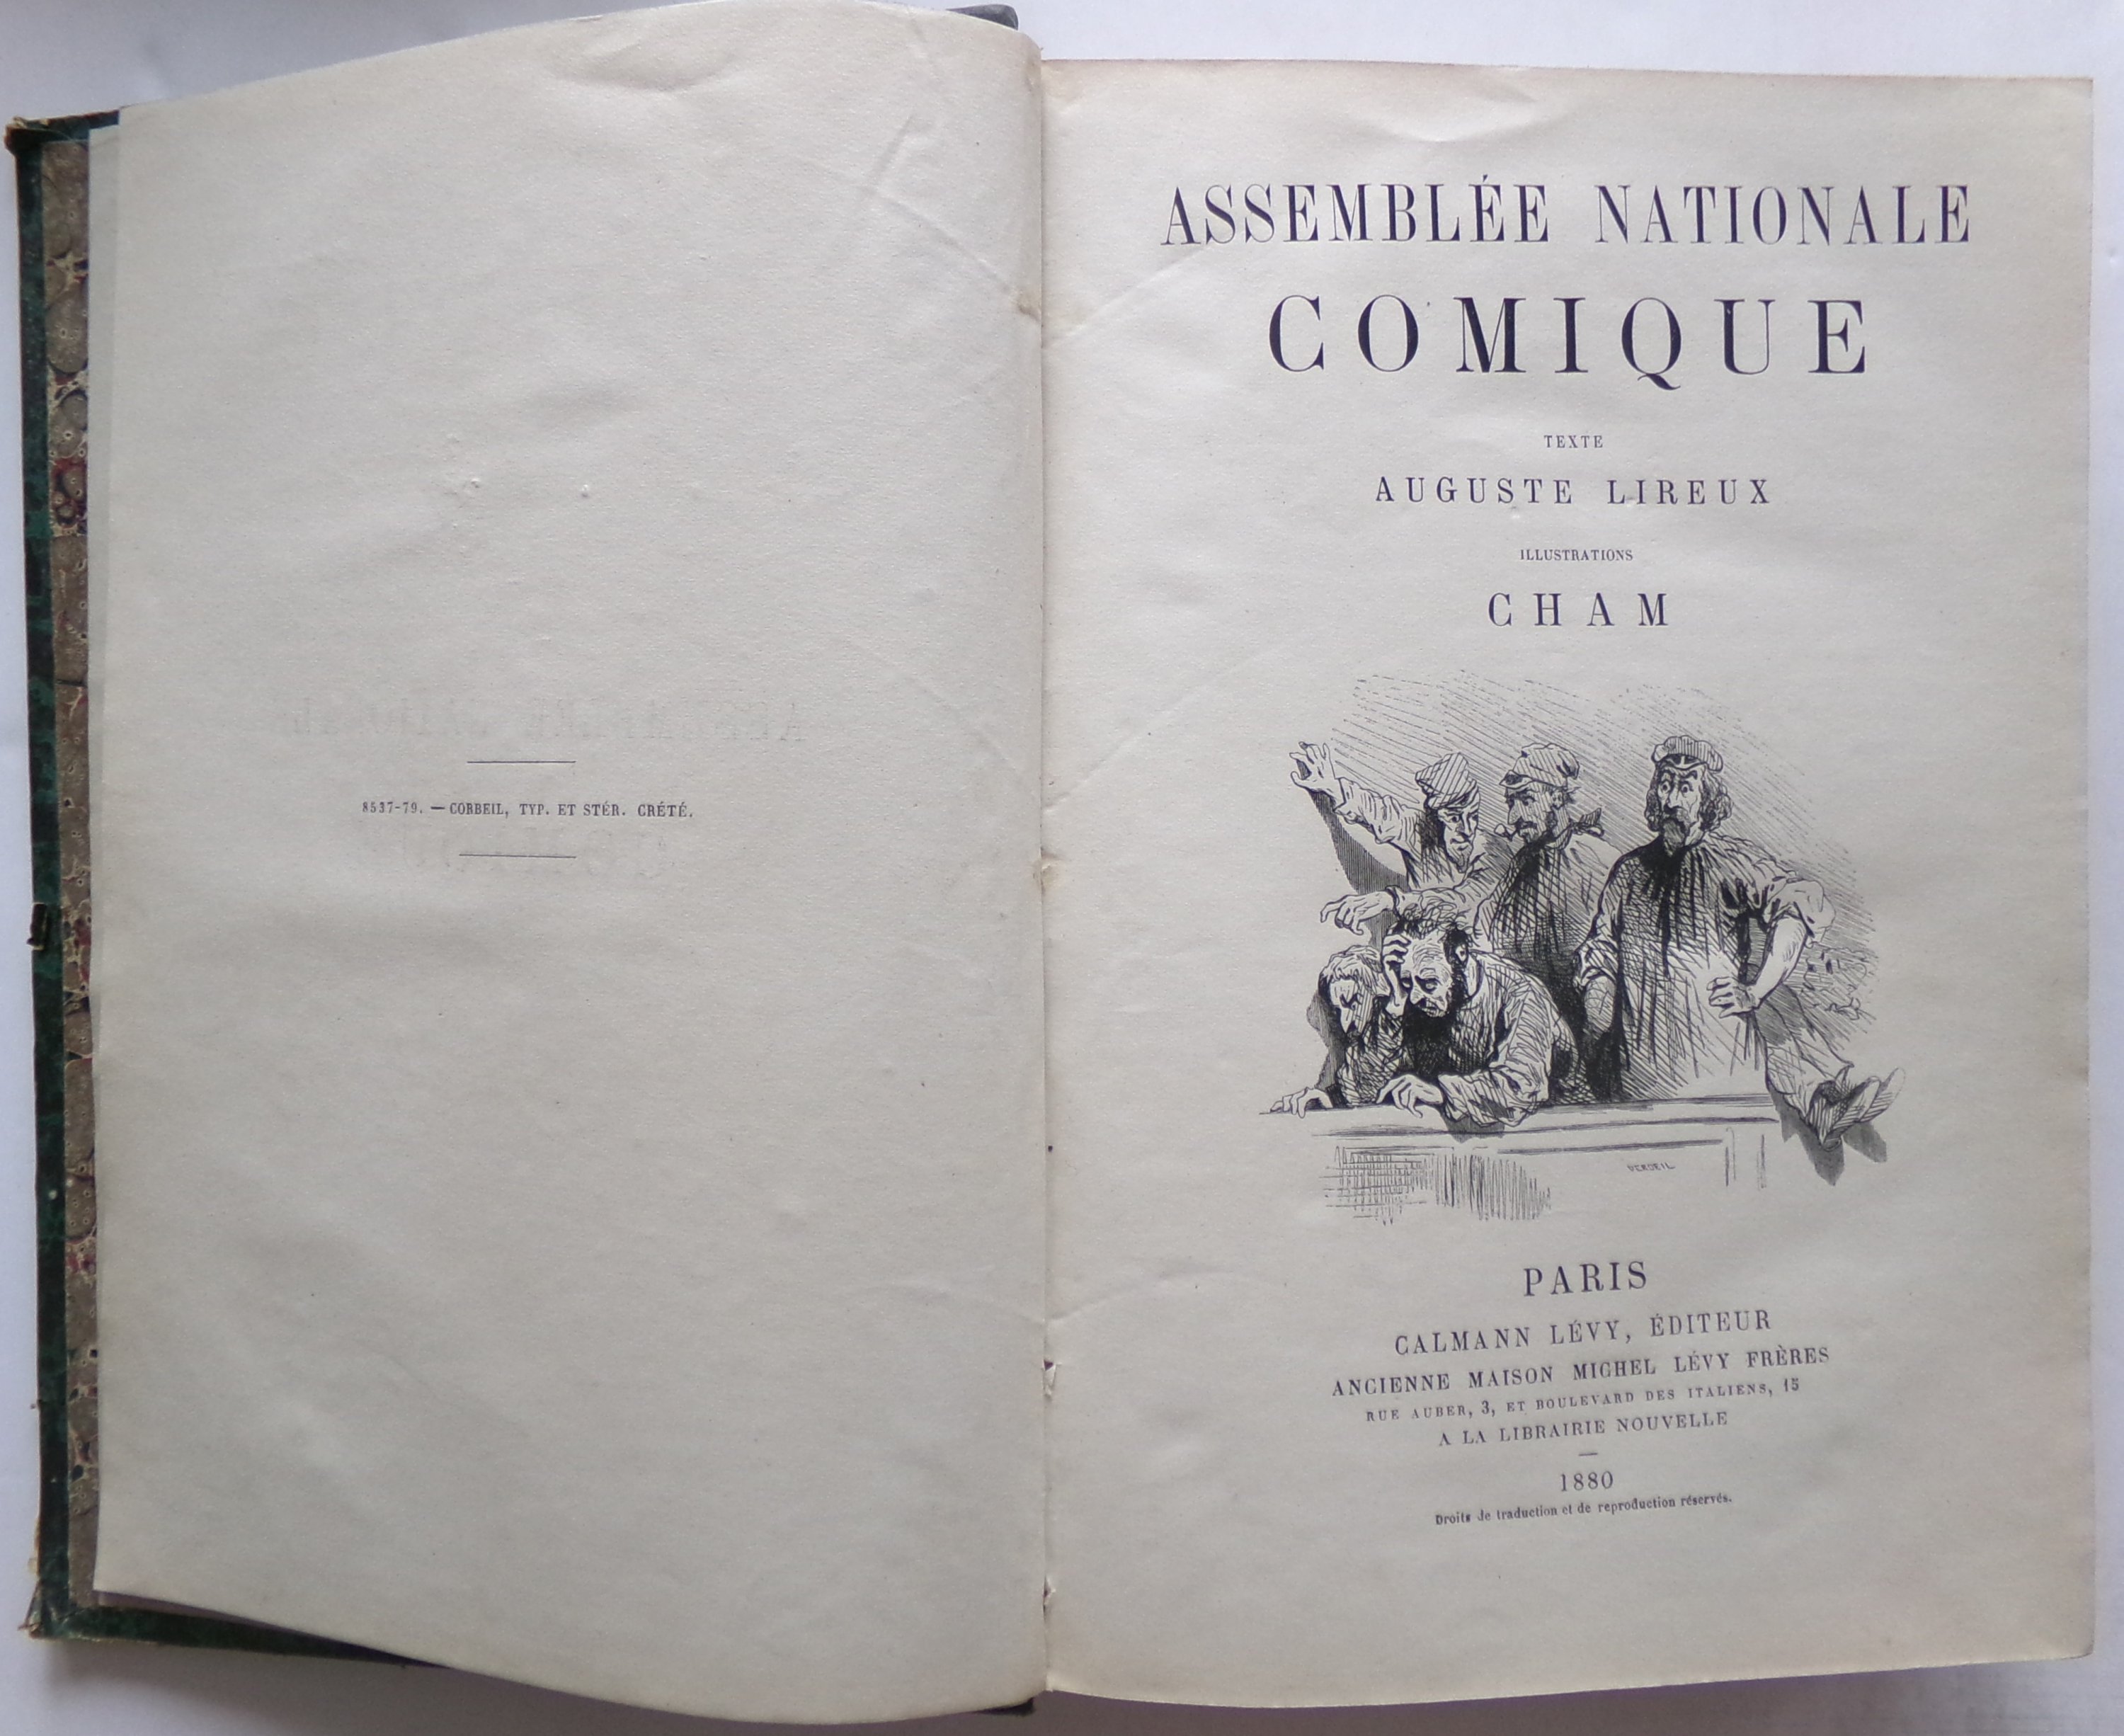 8537-79. — CORBEIL, TYP. ET STÉR. CRÉTÉ.
ASSEMBLÉE NATIONALE
COMIQUE
TEXTE
AUGUSTE LIREUX
ILLUSTRATIONS
CHAM
VERDEIL
PARIS
CALMANN LÉVY, ÉDITEUR
ANCIENNE MAISON MICHEL LÉVY FRÈRES
RUE AUBER, 3, ET BOULEVARD DES ITALIENS, 15
A LA LIBRAIRIE NOUVELLE
—
1880
Droits de traduction et de reproduction réservés.